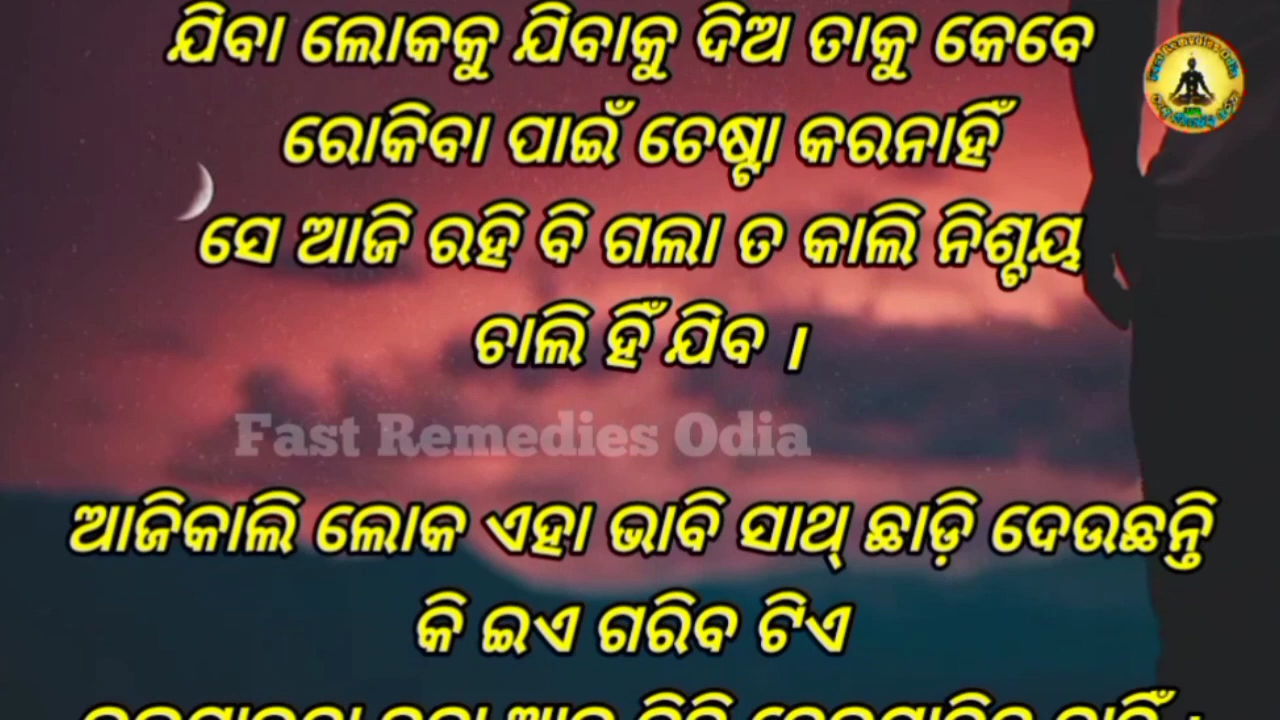 ଯିବା ଲୋକକୁ ଯିବାକୁ ଦିଅ ତାକୁ କେବେ
ରୋକିବା ପାଇଁ ଚେଷ୍ଟା କରନାହିଁ
ସେ ଆଜି ରହି ବି ଗଲା ତ କାଲି ନିଶ୍ଚୟ
ଚାଲି ହିଁ ଯିବ ।
Fast Remedies Odia
ଆଜିକାଲି ଲୋକ ଏହା ଭାବି ସାଥ୍ ଛାଡ଼ି ଦେଉଛନ୍ତି
କି ଇଏ ଗରିବ ଟିଏ